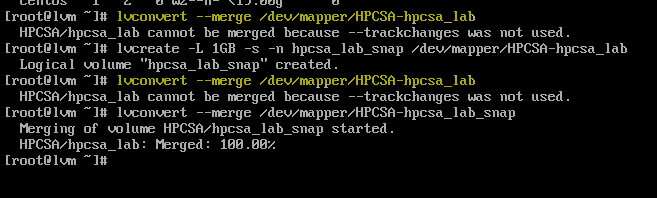 centos 1 2 0 wz--n- <15.00g 0
[root@lvm ~]# lvconvert --merge /dev/mapper/HPCSA-hpcsa_lab
HPCSA/hpcsa_lab cannot be merged because --trackchanges was not used.
[root@lvm ~]# lvcreate -L 1GB -s -n hpcsa_lab_snap /dev/mapper/HPCSA-hpcsa_lab
Logical volume "hpcsa_lab_snap" created.
[root@lvm ~]# lvconvert --merge /dev/mapper/HPCSA-hpcsa_lab
HPCSA/hpcsa_lab cannot be merged because --trackchanges was not used.
[root@lvm ~]# lvconvert --merge /dev/mapper/HPCSA-hpcsa_lab_snap
Merging of volume HPCSA/hpcsa_lab_snap started.
HPCSA/hpcsa_lab: Merged: 100.00%
[root@lvm ~]#